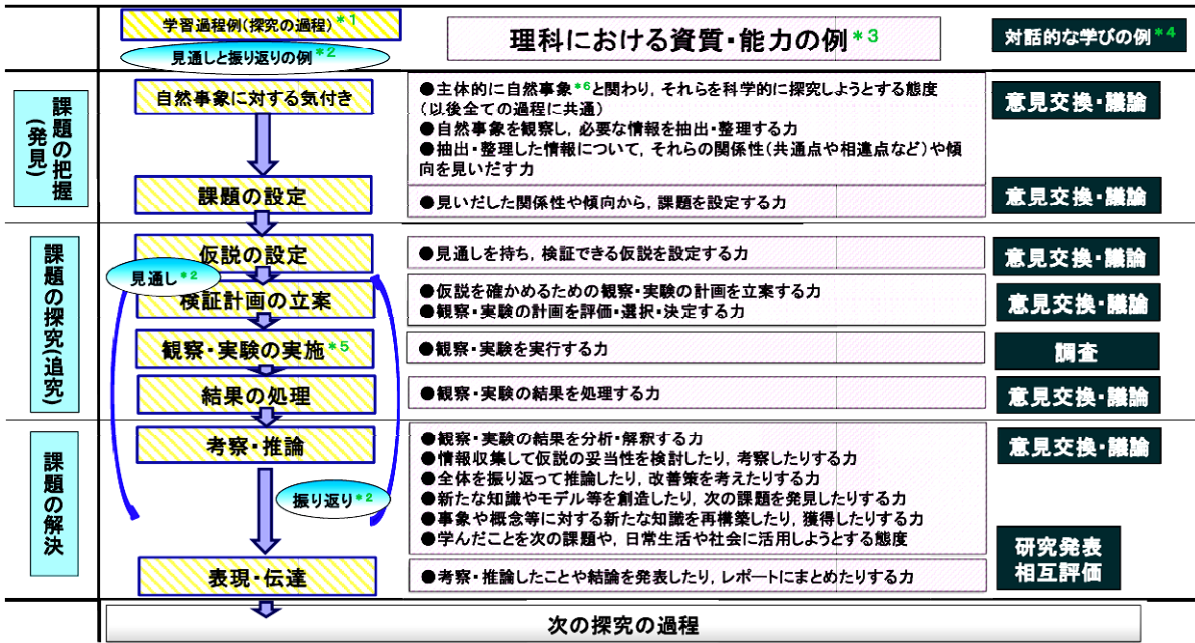 学習過程例(探究の過程)*1
見通しと振り返りの例*2
理科における資質・能力の例*3
対話的な学びの例*4
課題の把握(発見)
自然事象に対する気付き
●主体的に自然事象*6と関わり，それらを科学的に探究しようとする態度
(以後全ての過程に共通)
●自然事象を観察し，必要な情報を抽出・整理する力
●抽出・整理した情報について，それらの関係性(共通点や相違点など)や傾
向を見いだす力
意見交換・議論
課題の設定
●見いだした関係性や傾向から，課題を設定する力
意見交換・議論
課題の探究(追究)
仮説の設定
●見通しを持ち，検証できる仮説を設定する力
意見交換・議論
見通し*2
検証計画の立案
●仮説を確かめるための観察・実験の計画を立案する力
●観察・実験の計画を評価・選択・決定する力
意見交換・議論
観察・実験の実施*5
●観察・実験を実行する力
調査
結果の処理
●観察・実験の結果を処理する力
意見交換・議論
課題の解決
考察・推論
●観察・実験の結果を分析・解釈する力
●情報収集して仮説の妥当性を検討したり，考察したりする力
●全体を振り返って推論したり，改善策を考えたりする力
●新たな知識やモデル等を創造したり，次の課題を発見したりする力
●事象や概念等に対する新たな知識を再構築したり，獲得したりする力
●学んだことを次の課題や，日常生活や社会に活用しようとする態度
意見交換・議論
振り返り*2
表現・伝達
●考察・推論したことや結論を発表したり，レポートにまとめたりする力
研究発表
相互評価
次の探究の過程